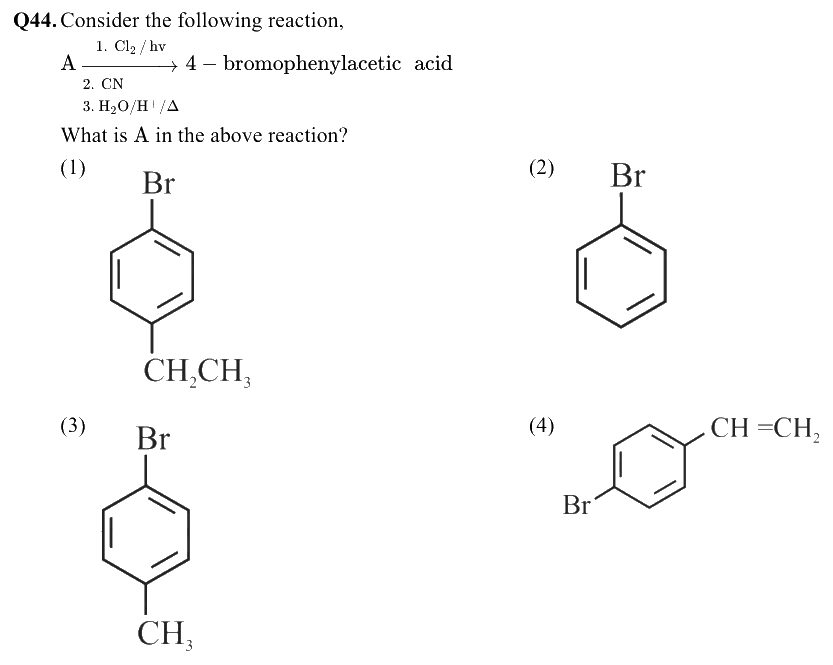 Q44. Consider the following reaction,
1. Cl₂ / hv
A ⟶ 4 – bromophenylacetic acid
2. CN
3. H₂O/H⁺/Δ
What is A in the above reaction?
(1) (2)
Br Br
CH₂CH₃
(3) (4)
Br CH =CH₂
Br
CH₃